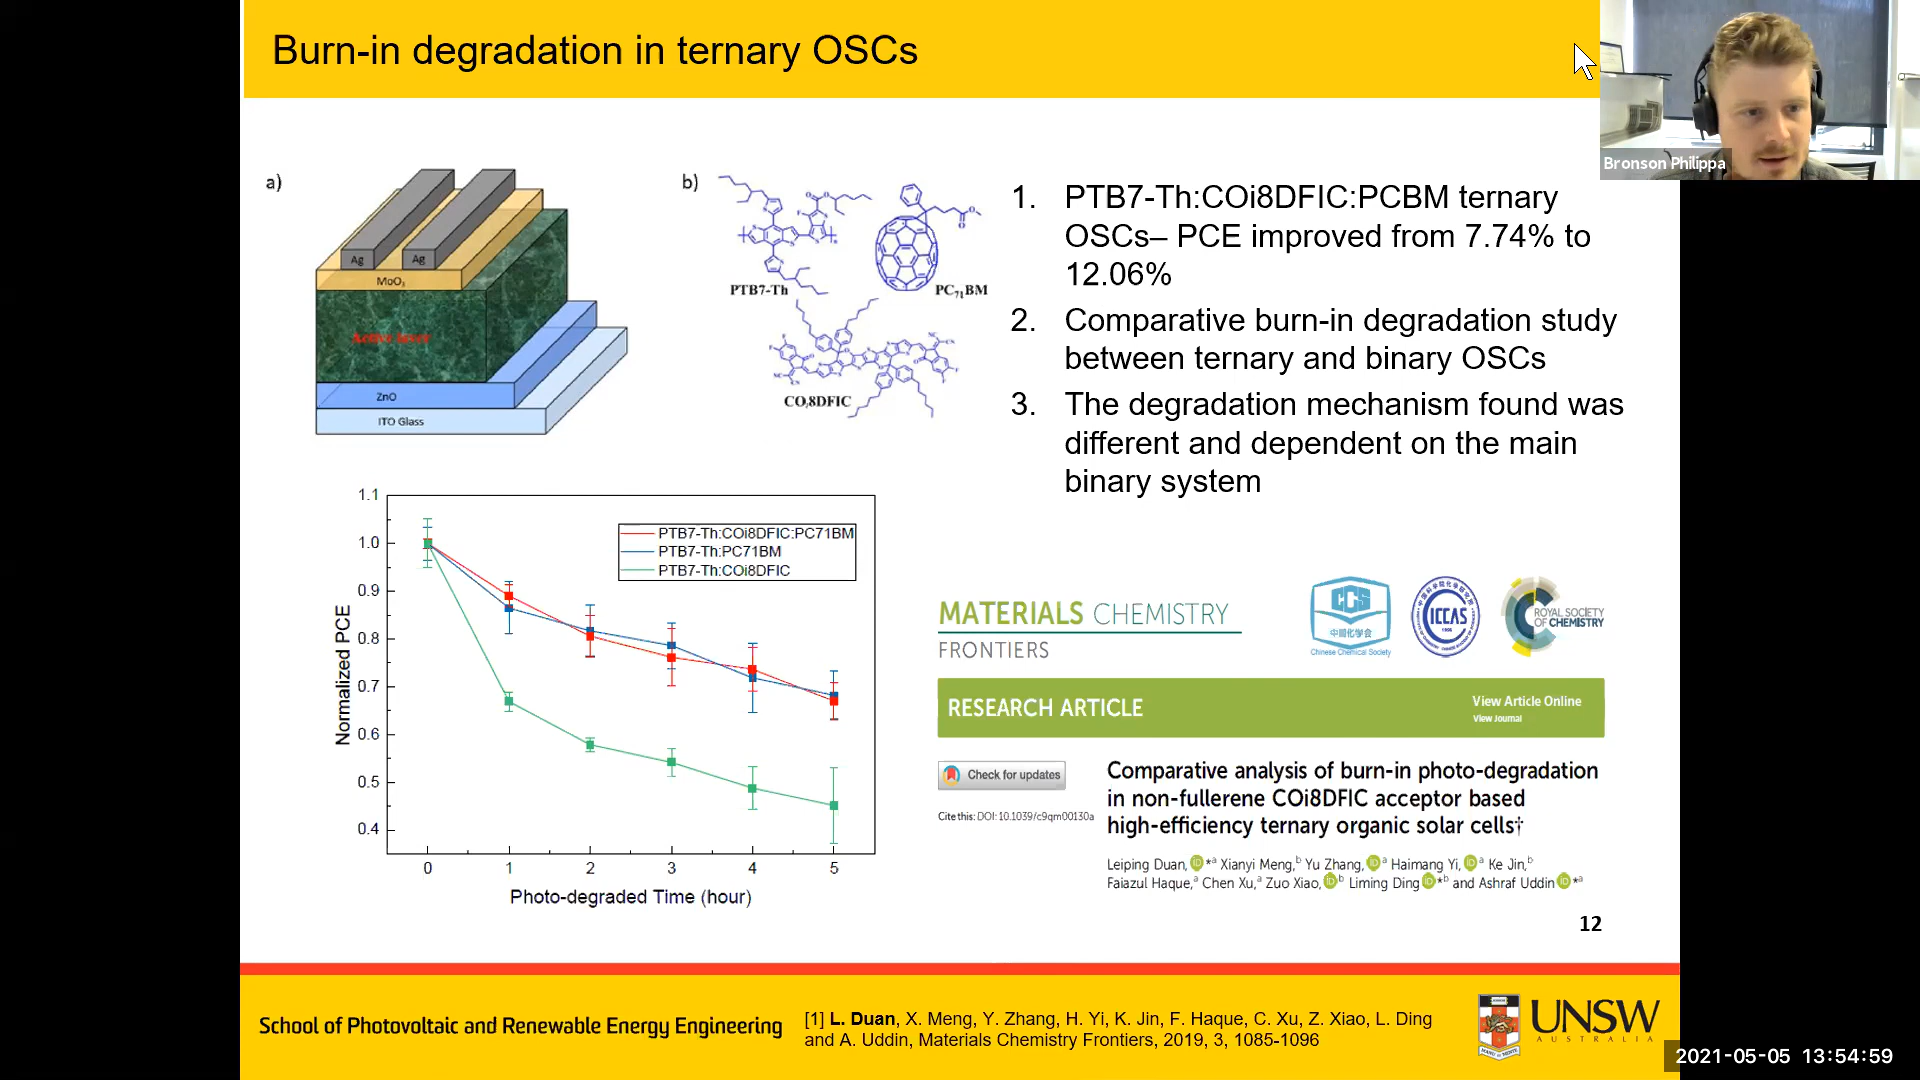 Burn-in degradation in ternary OSCs
Bronson Philippa
a)
Ag
Ag
MoO₃
Active layer
ZnO
ITO Glass
b)
PTB7-Th
PC₇₁BM
COᵢ8DFIC
1. PTB7-Th:COi8DFIC:PCBM ternary
OSCs– PCE improved from 7.74% to
12.06%
2. Comparative burn-in degradation study
between ternary and binary OSCs
3. The degradation mechanism found was
different and dependent on the main
binary system
1.1
1.0
0.9
0.8
0.7
0.6
0.5
0.4
Normalized PCE
PTB7-Th:COi8DFIC:PC71BM
PTB7-Th:PC71BM
PTB7-Th:COi8DFIC
0 1 2 3 4 5
Photo-degraded Time (hour)
MATERIALS CHEMISTRY
FRONTIERS
CCS
中国化学会
Chinese Chemical Society
ICCAS
ROYAL SOCIETY
OF CHEMISTRY
RESEARCH ARTICLE
View Article Online
View Journal
Check for updates
Cite this: DOI: 10.1039/c9qm00130a
Comparative analysis of burn-in photo-degradation
in non-fullerene COi8DFIC acceptor based
high-efficiency ternary organic solar cells†
Leiping Duan, iD *ᵃ Xianyi Meng,ᵇ Yu Zhang, iD ᵃ Haimang Yi, iD ᵃ Ke Jin,ᵇ
Faiazul Haque,ᵃ Chen Xu,ᵃ Zuo Xiao, iD ᵇ Liming Ding iD *ᵇ and Ashraf Uddin iD *ᵃ
12
School of Photovoltaic and Renewable Energy Engineering
[1] L. Duan, X. Meng, Y. Zhang, H. Yi, K. Jin, F. Haque, C. Xu, Z. Xiao, L. Ding
and A. Uddin, Materials Chemistry Frontiers, 2019, 3, 1085-1096
UNSW
AUSTRALIA
2021-05-05 13:54:59